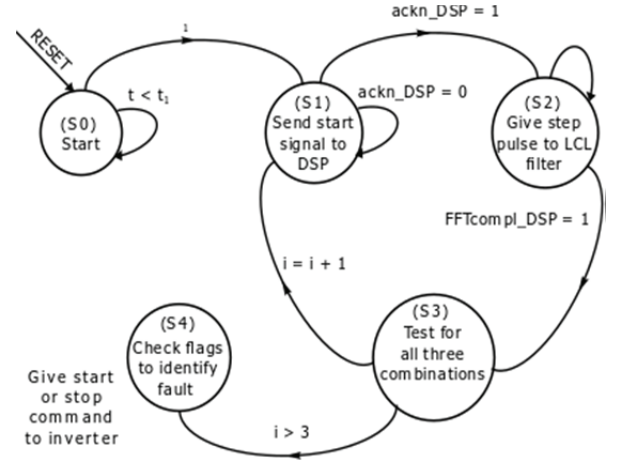 RESET
1
ackn_DSP = 1
t < t1
(S0)
Start
(S1)
Send start
signal to
DSP
ackn_DSP = 0
(S2)
Give step
pulse to LCL
filter
FFTcompl_DSP = 1
i = i + 1
(S3)
Test for
all three
combinations
(S4)
Check flags
to identify
fault
Give start
or stop
command
to inverter
i > 3